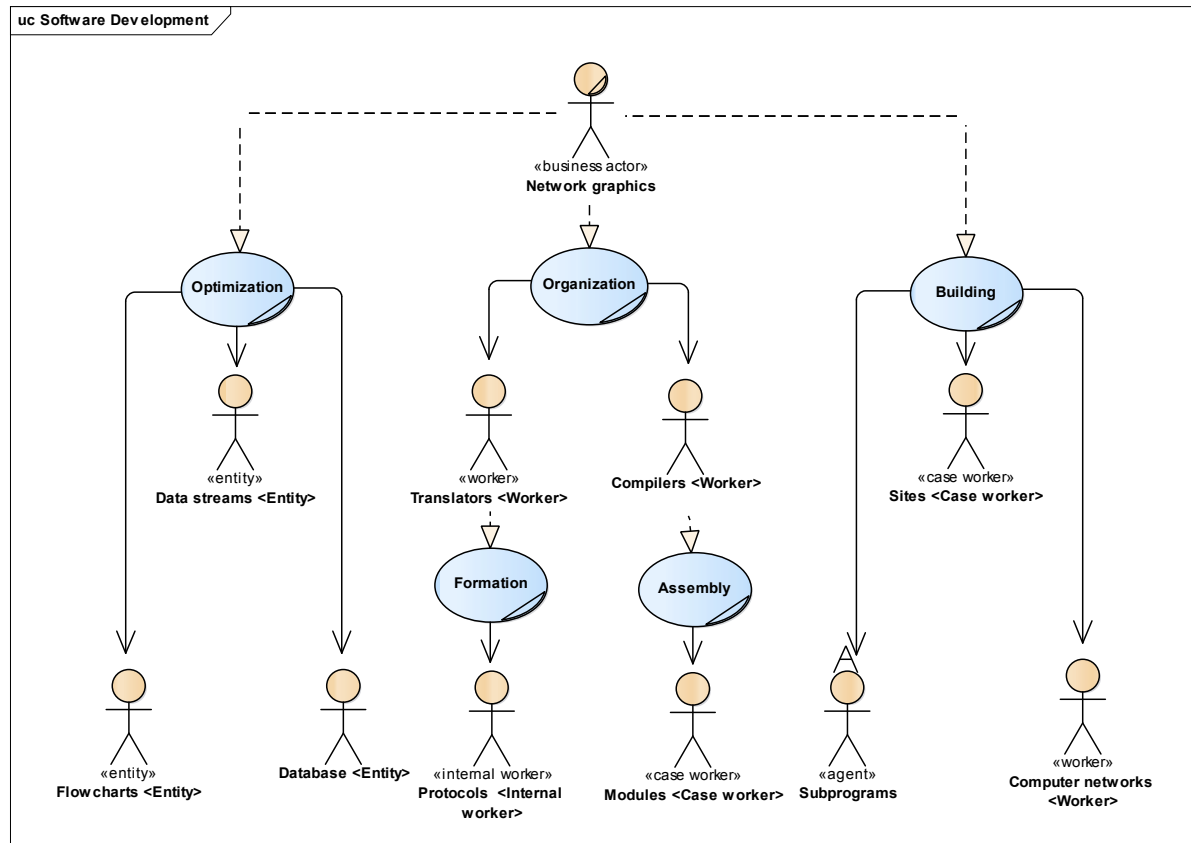 uc Software Development
«business actor»
Network graphics
Optimization
Organization
Building
«entity»
Data streams <Entity>
«worker»
Translators <Worker>
Compilers <Worker>
«case worker»
Sites <Case worker>
Formation
Assembly
A
«entity»
Flowcharts <Entity>
Database <Entity>
«internal worker»
Protocols <Internal
worker>
«case worker»
Modules <Case worker>
«agent»
Subprograms
«worker»
Computer networks
<Worker>